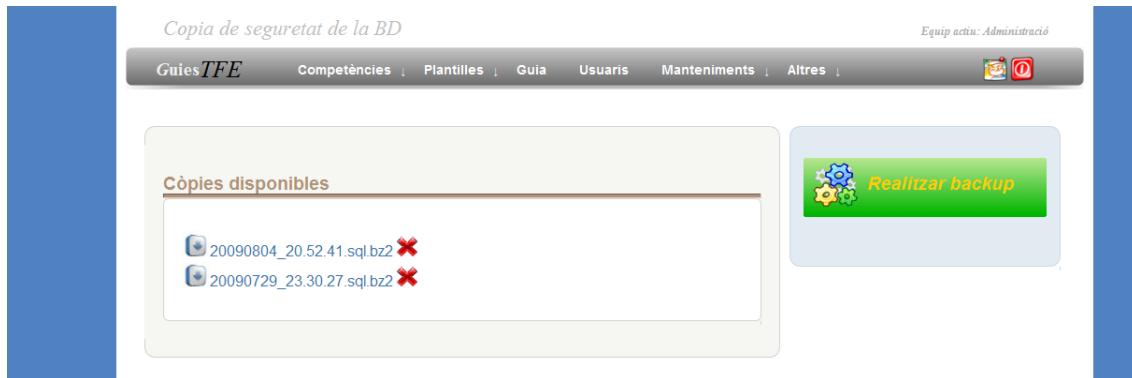 Copia de seguretat de la BD
Equip actiu: Administració
GuiesTFE Competències ↓ Plantilles ↓ Guia Usuaris Manteniments ↓ Altres ↓
Còpies disponibles
Realitzar backup
20090804_20.52.41.sql.bz2
20090729_23.30.27.sql.bz2